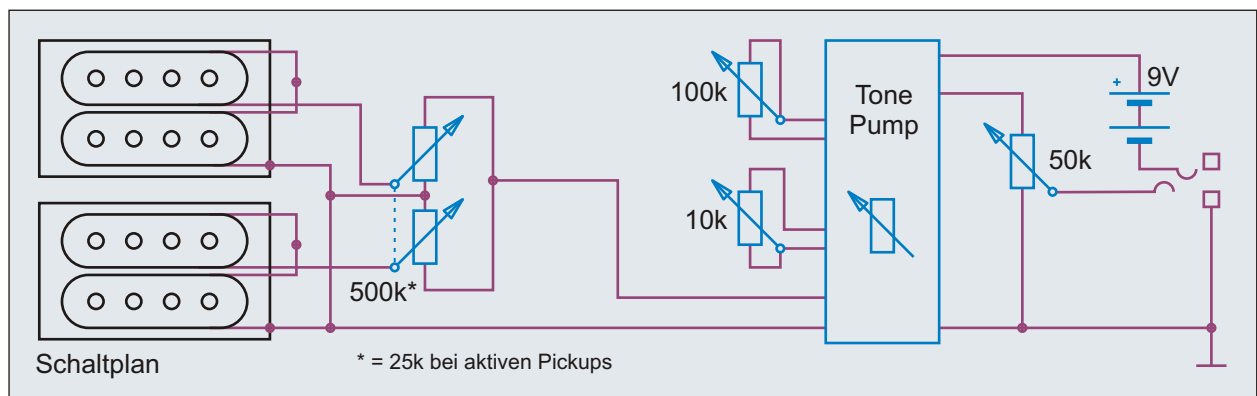 100k
Tone
Pump
+ 9V
50k
10k
500k*
Schaltplan
* = 25k bei aktiven Pickups